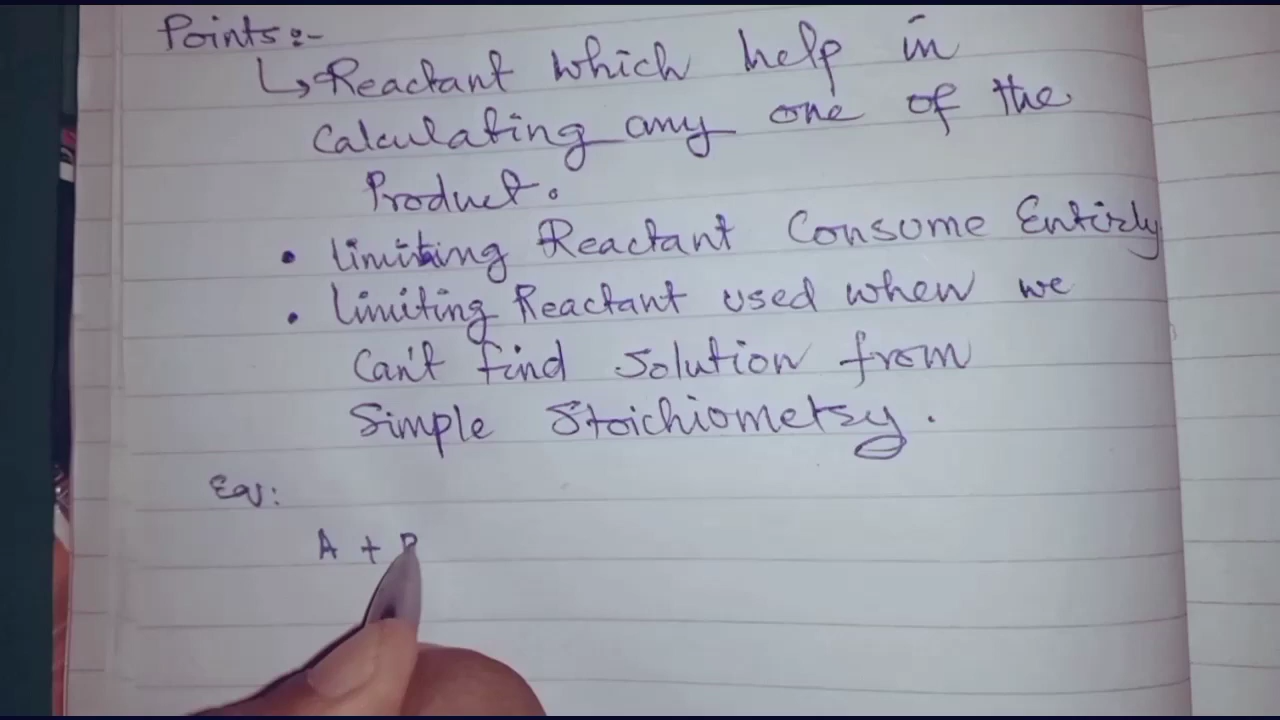 Points:-
↳ Reactant which help in
Calculating any one of the
Product.
• limiting Reactant Consume Entirly
• limiting Reactant used when we
Can't find Solution from
Simple Stoichiometry.
Eq:
A + B